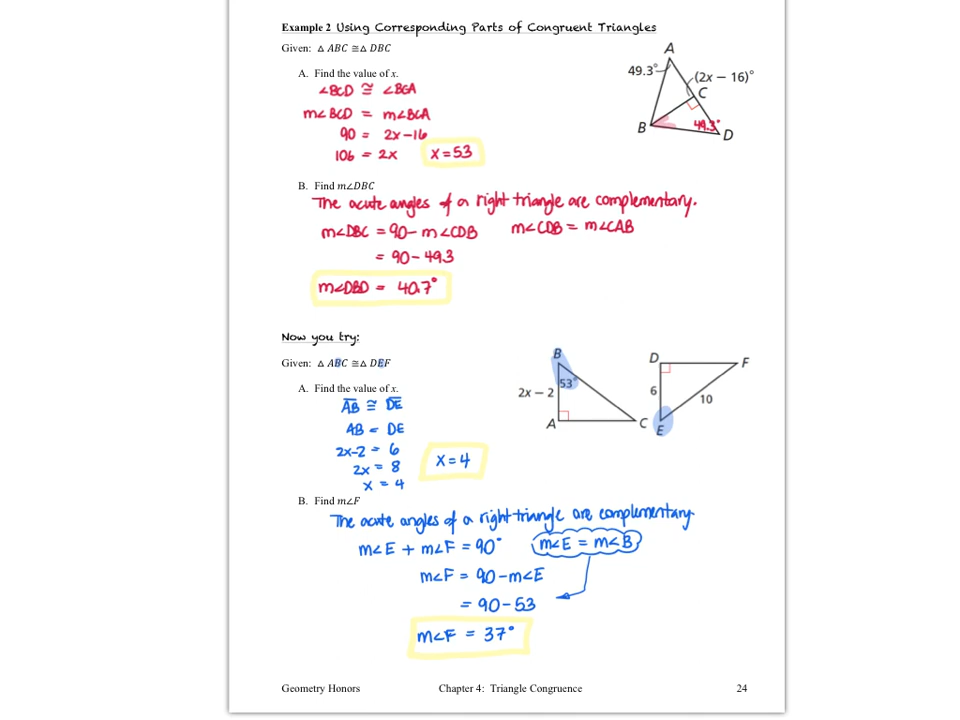 Example 2 Using Corresponding Parts of Congruent Triangles
Given: △ ABC ≅△ DBC
A. Find the value of x.
∠BCD ≅ ∠BCA
m∠BCD = m∠BCA
90 = 2x-16
106 = 2x
x=53
A
49.3°
(2x – 16)°
C
B
49.3°
D
B. Find m∠DBC
The acute angles of a right triangle are complementary.
m∠DBC = 90- m∠CDB m∠CDB = m∠CAB
= 90-49.3
m∠DBD = 40.7°
Now you try:
Given: △ ABC ≅△ DEF
A. Find the value of x.
AB ≅ DE
AB = DE
2x-2 = 6
2x = 8
x = 4
x=4
B
53°
2x – 2
A
C
D
F
6
10
E
B. Find m∠F
The acute angles of a right triangle are complementary
m∠E + m∠F = 90° m∠E = m∠B
m∠F = 90-m∠E
= 90-53
m∠F = 37°
Geometry Honors Chapter 4: Triangle Congruence 24